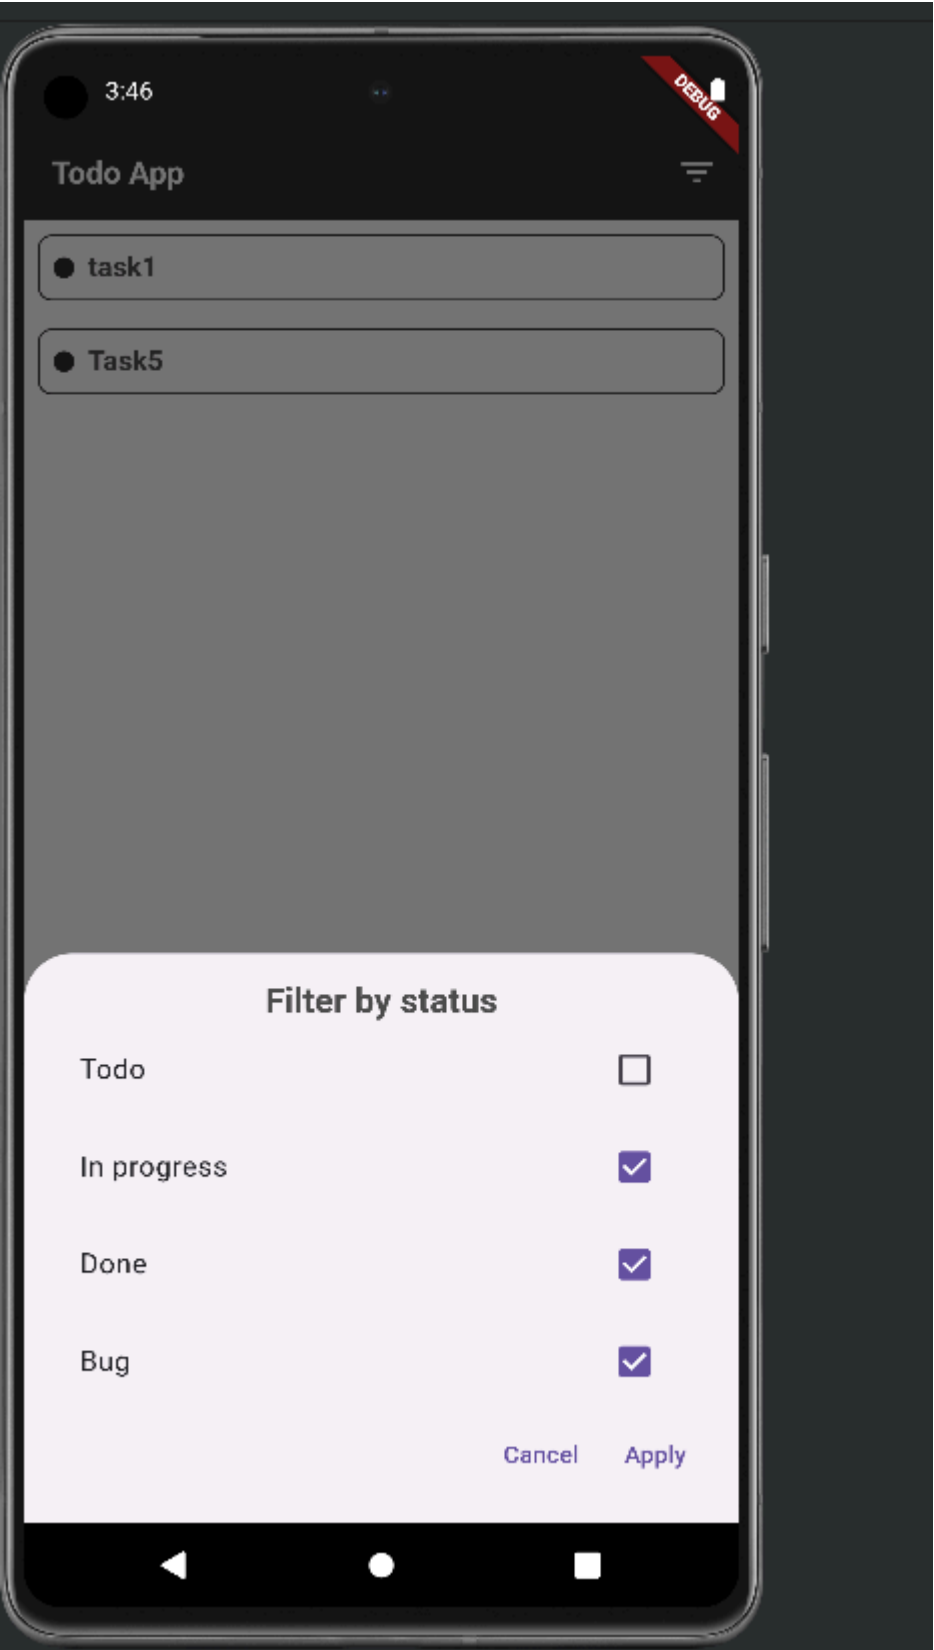 3:46
DEBUG
Todo App
task1
Task5
Filter by status
Todo
In progress
Done
Bug
Cancel Apply